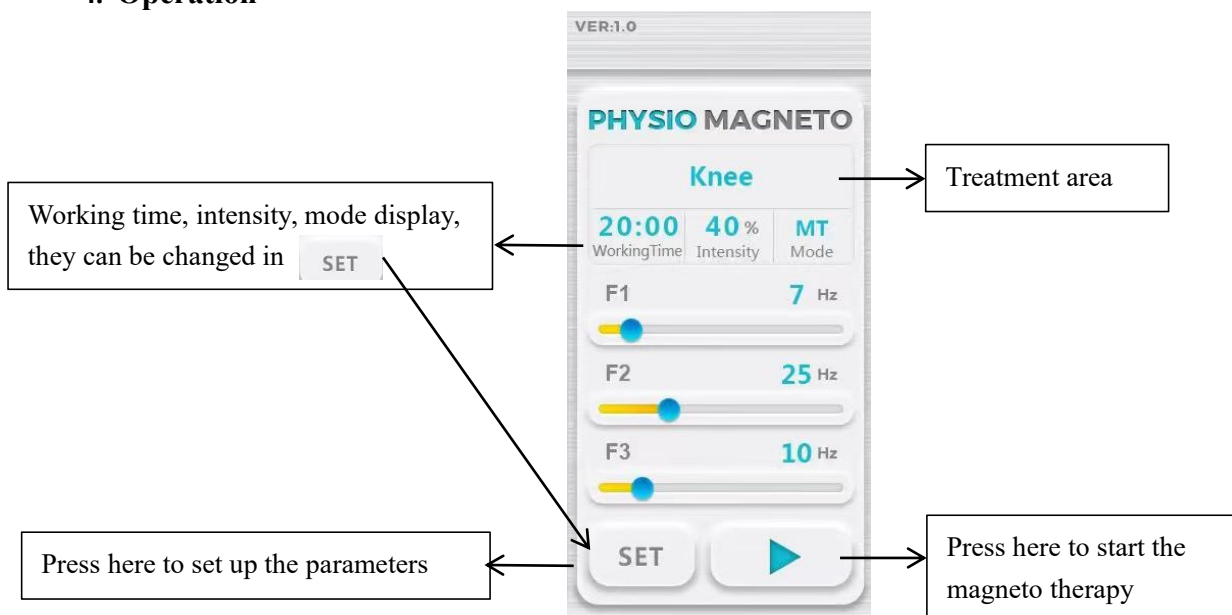 4. Operation
VER:1.0
PHYSIO MAGNETO
Knee
Treatment area
Working time, intensity, mode display,
they can be changed in SET
20:00 40 % MT
WorkingTime Intensity Mode
F1 7 Hz
F2 25 Hz
F3 10 Hz
Press here to set up the parameters
SET
Press here to start the
magneto therapy